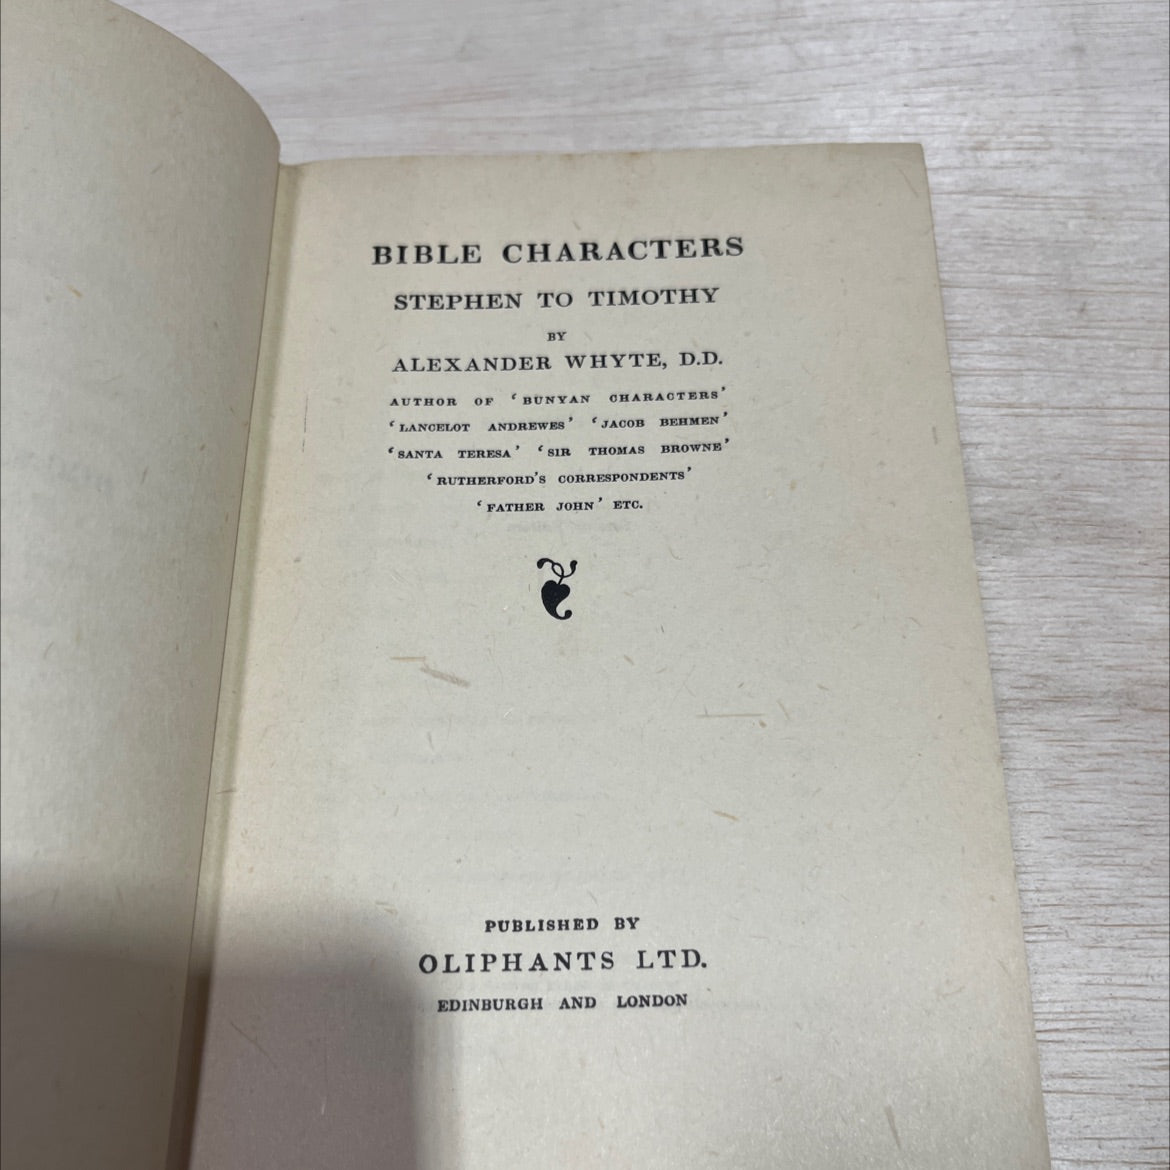 BIBLE CHARACTERS
STEPHEN TO TIMOTHY
BY
ALEXANDER WHYTE, D.D.
AUTHOR OF ‘BUNYAN CHARACTERS’
‘LANCELOT ANDREWES’ ‘JACOB BEHMEN’
‘SANTA TERESA’ ‘SIR THOMAS BROWNE’
‘RUTHERFORD’S CORRESPONDENTS’
‘FATHER JOHN’ ETC.
PUBLISHED BY
OLIPHANTS LTD.
EDINBURGH AND LONDON